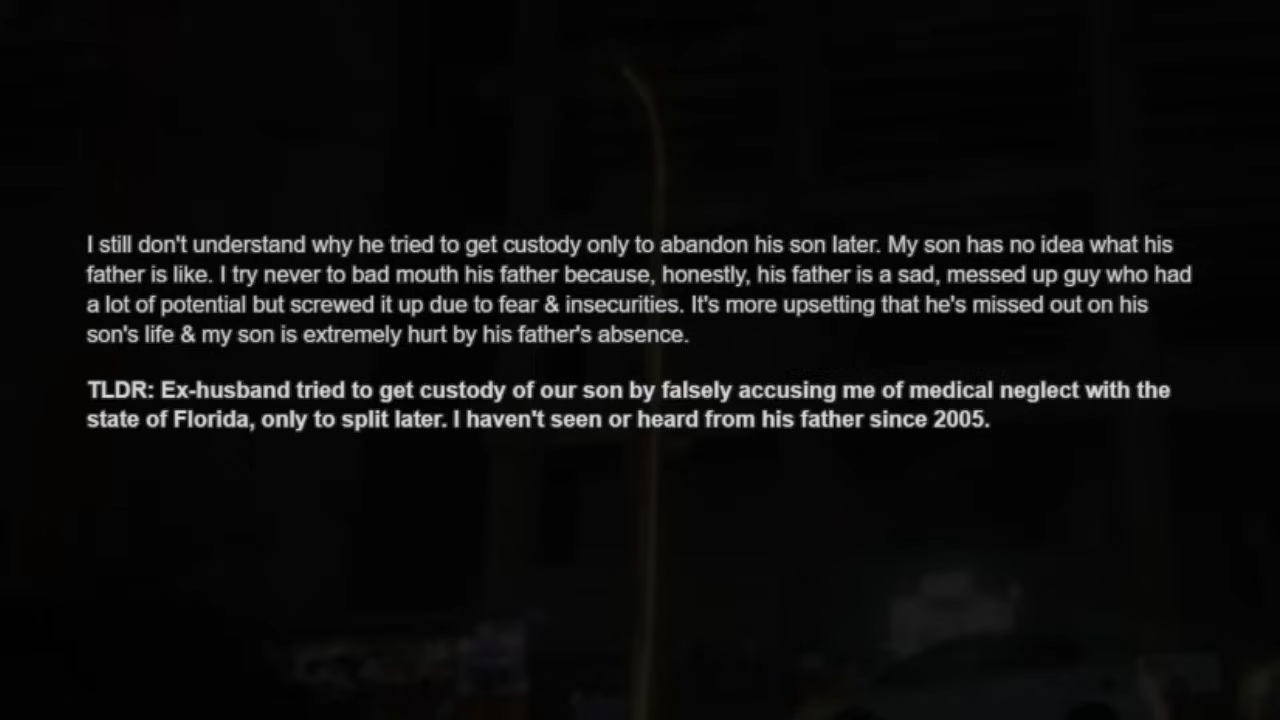 I still don't understand why he tried to get custody only to abandon his son later. My son has no idea what his
father is like. I try never to bad mouth his father because, honestly, his father is a sad, messed up guy who had
a lot of potential but screwed it up due to fear & insecurities. It's more upsetting that he's missed out on his
son's life & my son is extremely hurt by his father's absence.
TLDR: Ex-husband tried to get custody of our son by falsely accusing me of medical neglect with the
state of Florida, only to split later. I haven't seen or heard from his father since 2005.